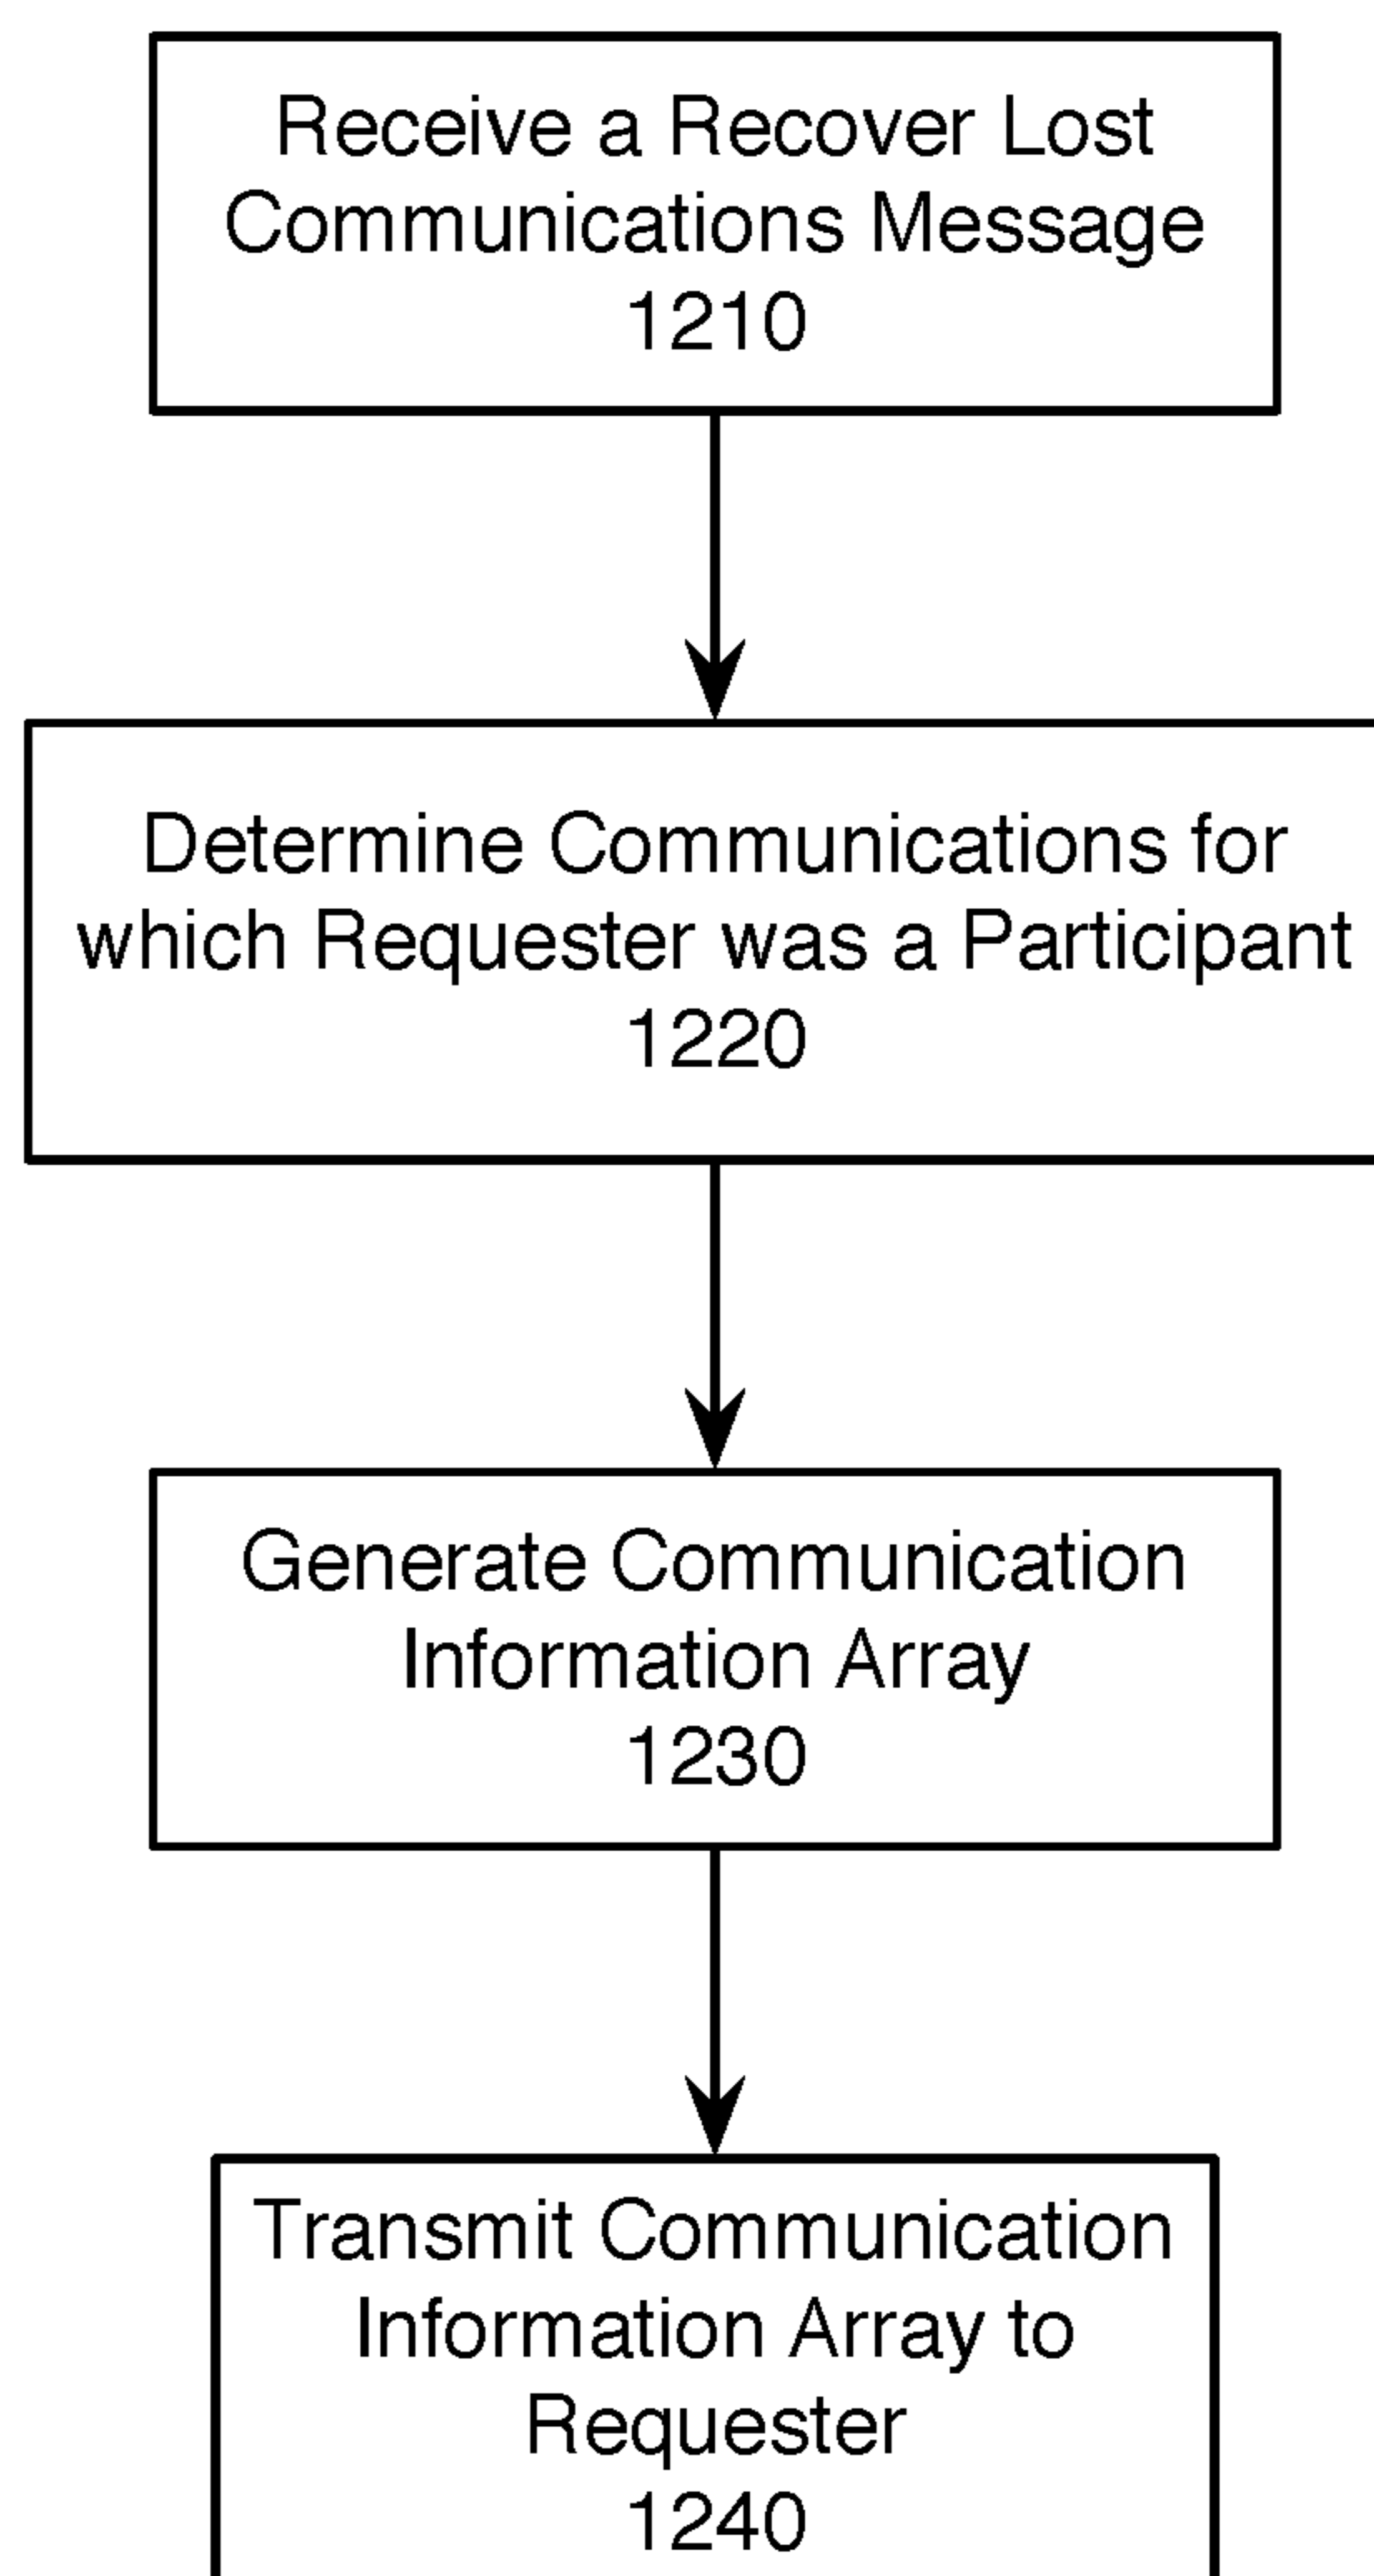 Receive a Recover Lost
Communications Message
1210
Determine Communications for
which Requester was a Participant
1220
Generate Communication
Information Array
1230
Transmit Communication
Information Array to
Requester
1240